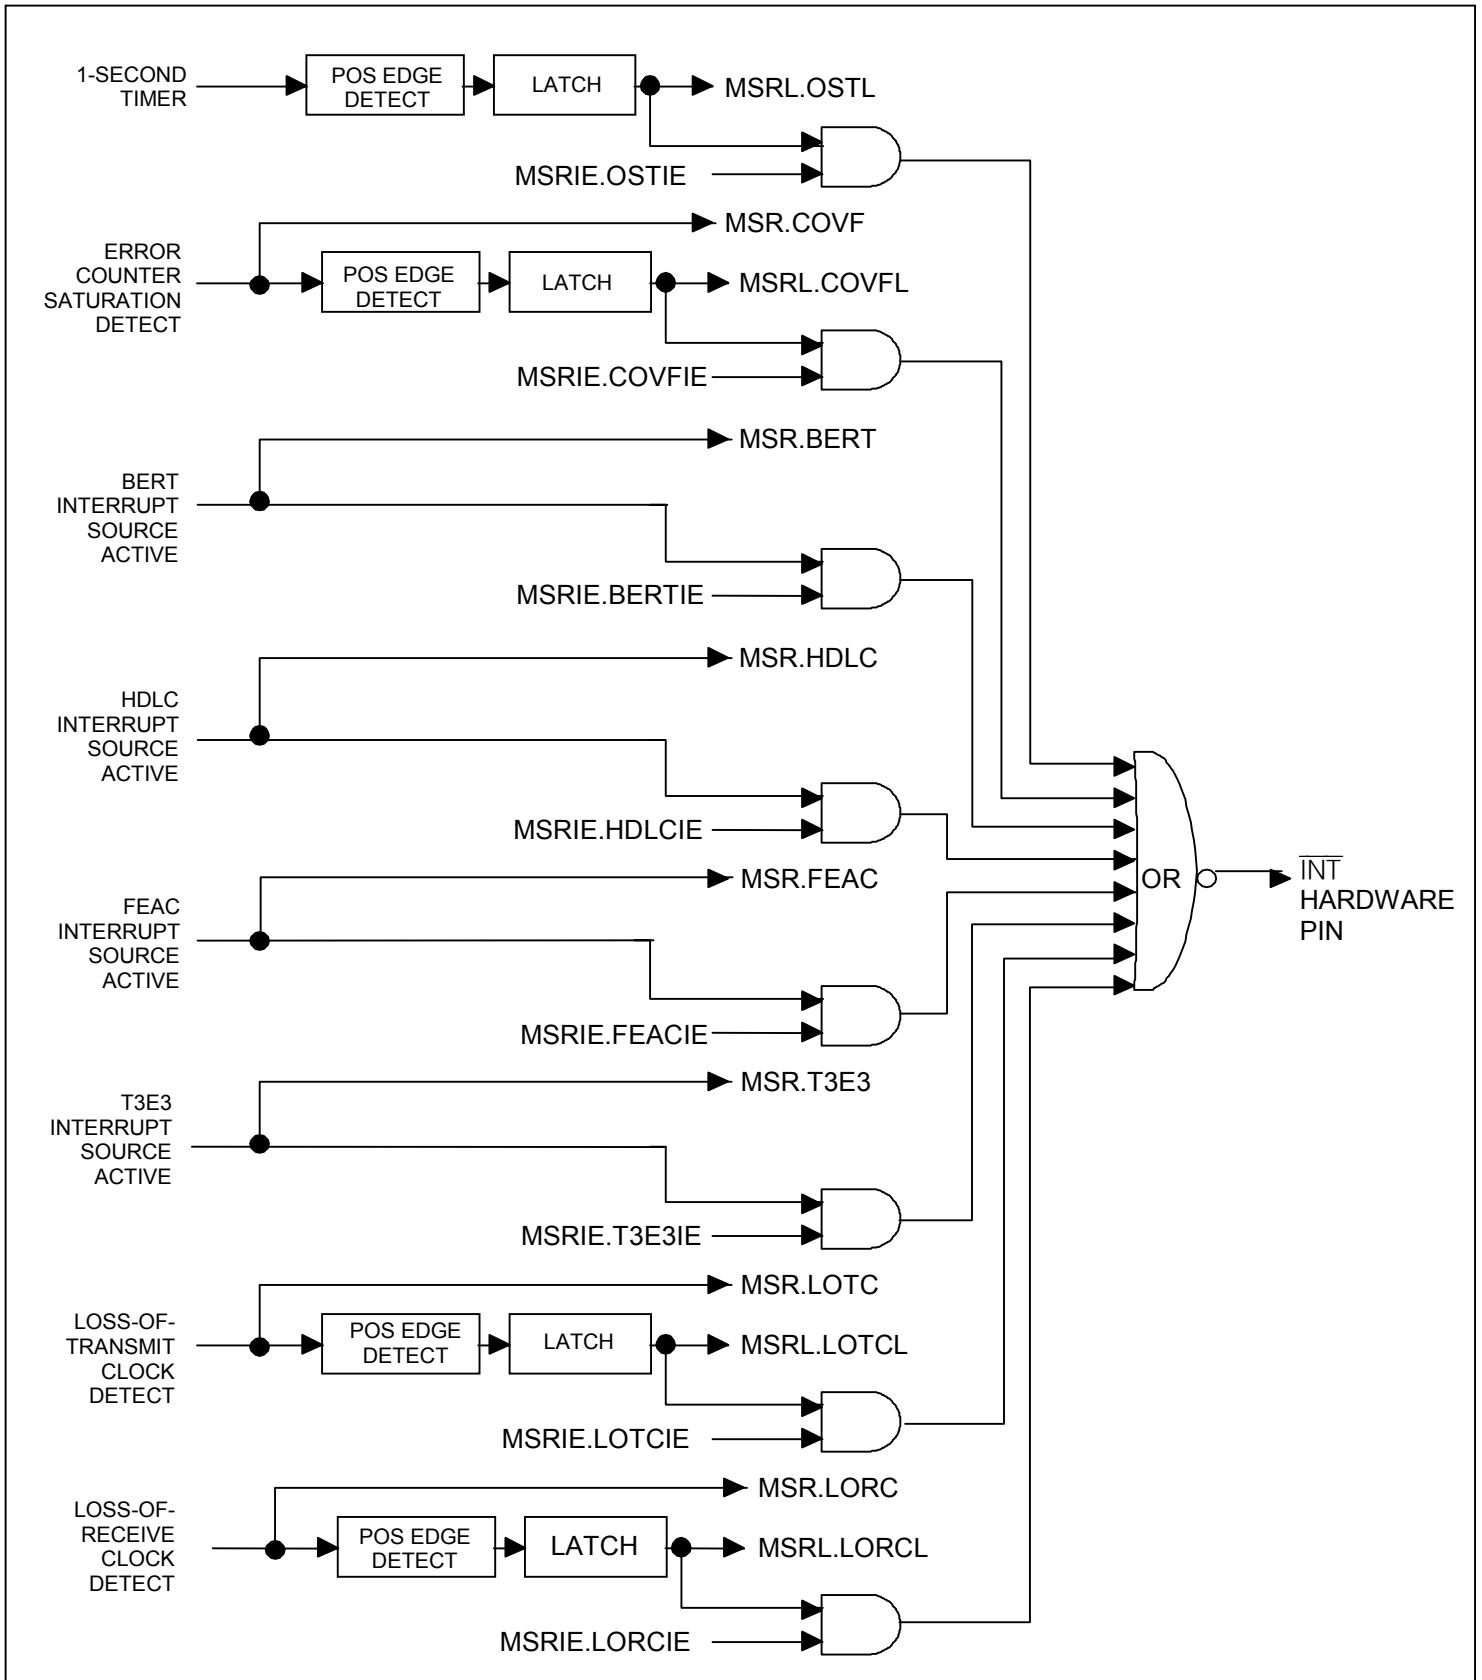 1-SECOND
TIMER
POS EDGE
DETECT
LATCH
MSRL.OSTL
MSRIE.OSTIE
MSR.COVF
ERROR
COUNTER
SATURATION
DETECT
POS EDGE
DETECT
LATCH
MSRL.COVFL
MSRIE.COVFIE
MSR.BERT
BERT
INTERRUPT
SOURCE
ACTIVE
MSRIE.BERTIE
MSR.HDLC
HDLC
INTERRUPT
SOURCE
ACTIVE
MSRIE.HDLCIE
MSR.FEAC
FEAC
INTERRUPT
SOURCE
ACTIVE
MSRIE.FEACIE
OR
INT
HARDWARE
PIN
MSR.T3E3
T3E3
INTERRUPT
SOURCE
ACTIVE
MSRIE.T3E3IE
MSR.LOTC
LOSS-OF-
TRANSMIT
CLOCK
DETECT
POS EDGE
DETECT
LATCH
MSRL.LOTCL
MSRIE.LOTCIE
MSR.LORC
LOSS-OF-
RECEIVE
CLOCK
DETECT
POS EDGE
DETECT
LATCH
MSRL.LORCL
MSRIE.LORCIE